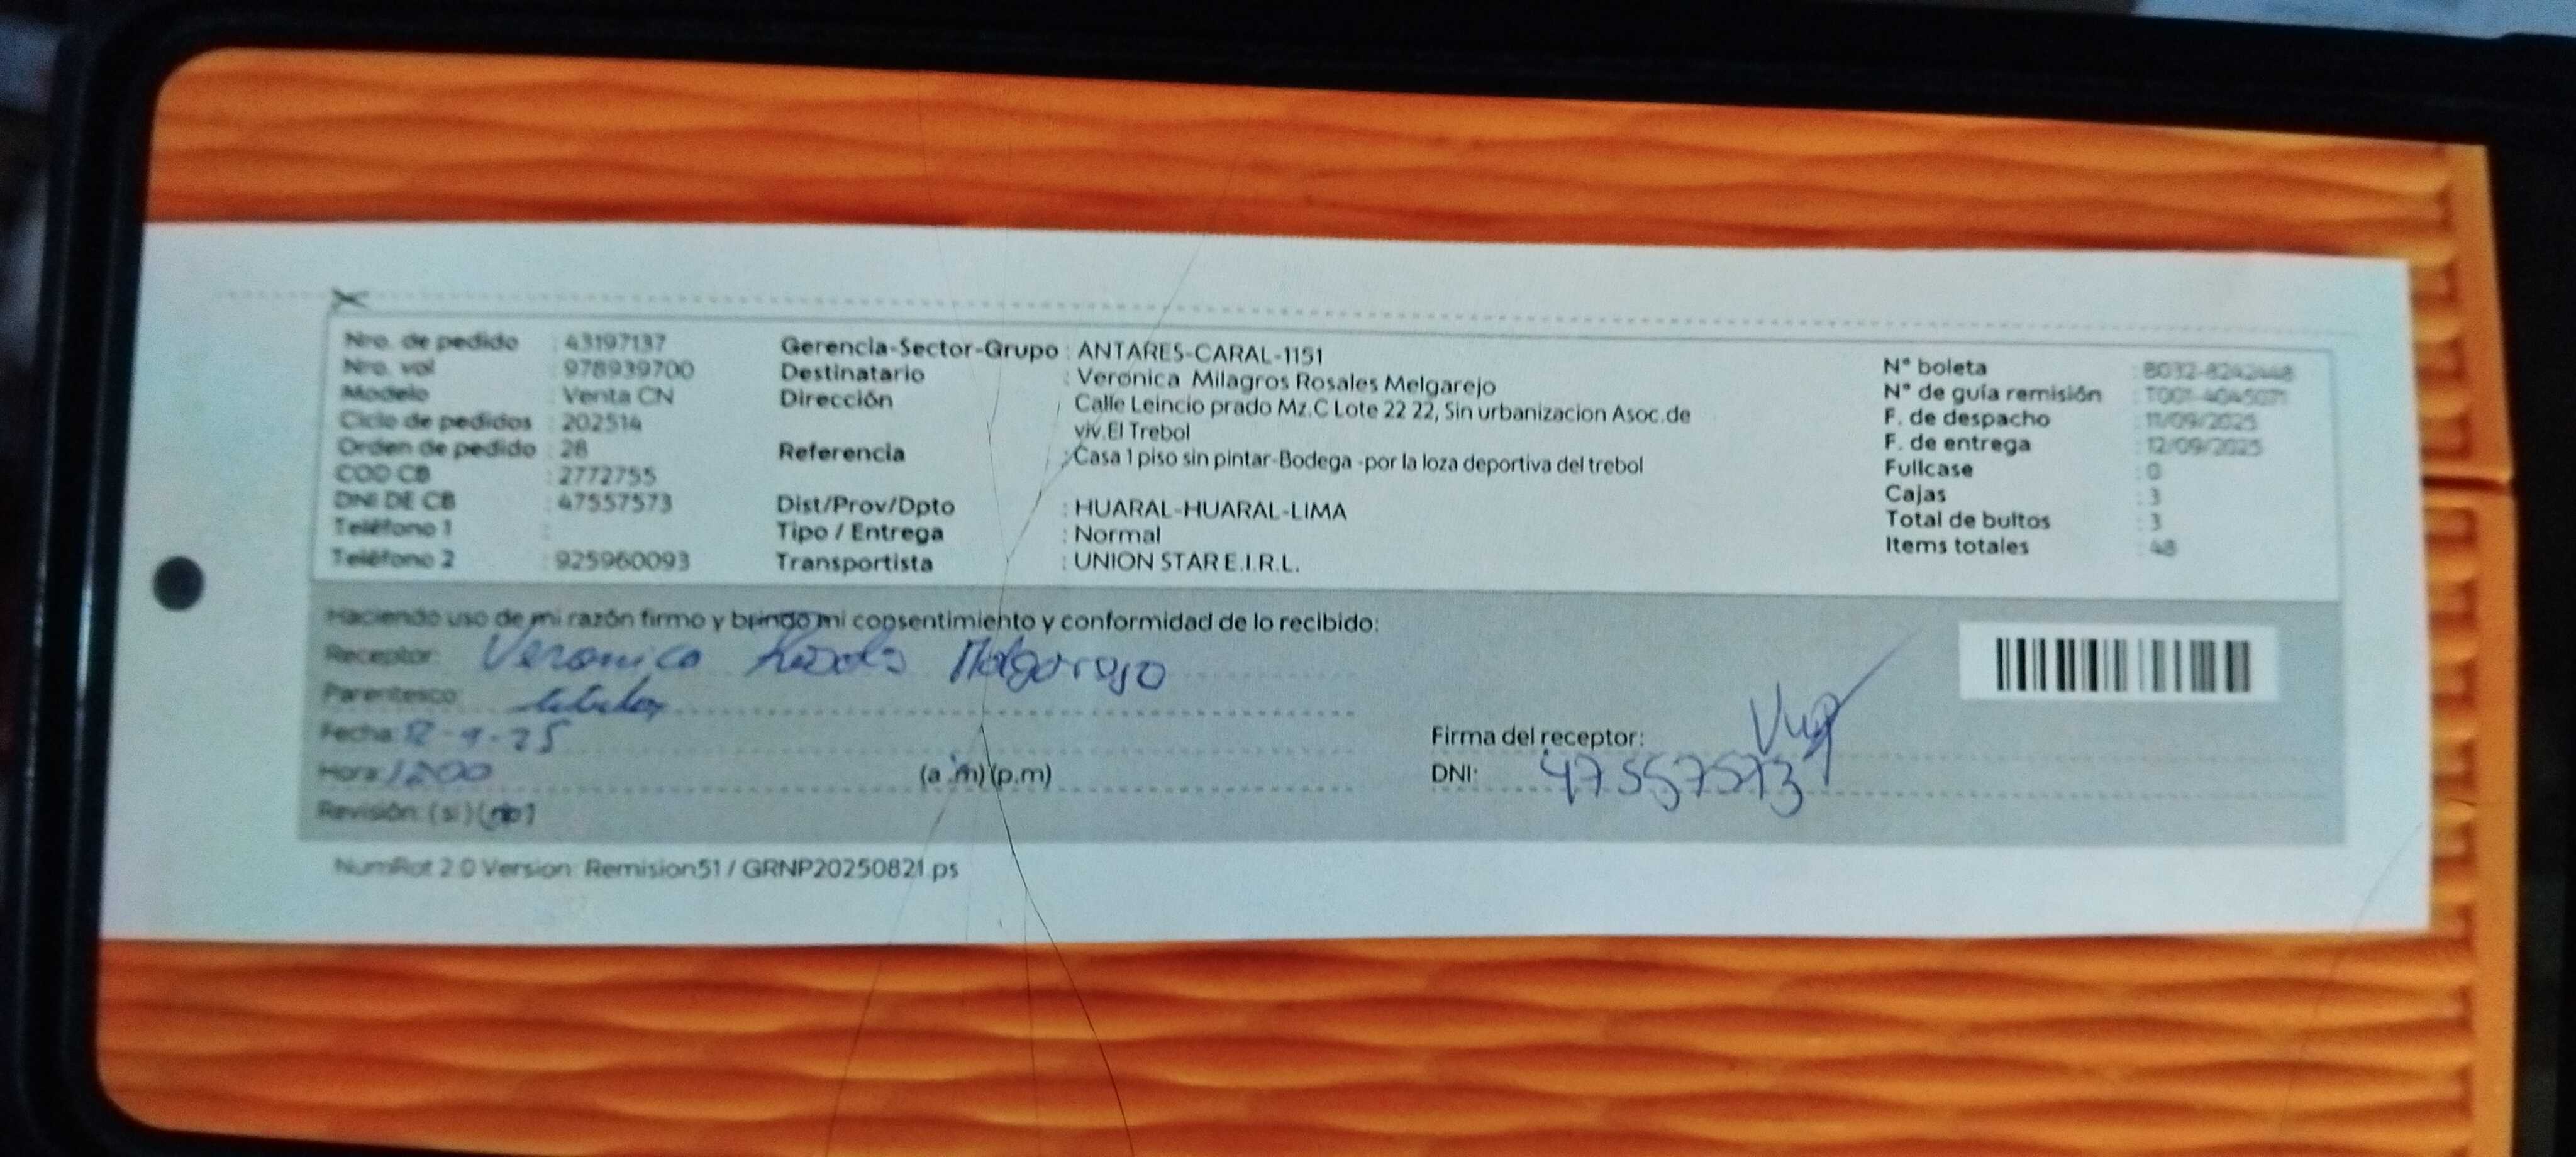 Nro. de pedido : 43197137
Nro. vol : 978939700
Modelo : Venta CN
Ciclo de pedidos : 202514
Orden de pedido : 28
COD CB : 2772755
DNI DE CB : 47557573
Teléfono 1 :
Teléfono 2 : 925960093
Gerencia-Sector-Grupo : ANTARES-CARAL-1151
Destinatario : Veronica Milagros Rosales Melgarejo
Dirección : Calle Leincio prado Mz.C Lote 22 22, Sin urbanizacion Asoc.de
viv.El Trebol
Referencia : Casa 1 piso sin pintar-Bodega -por la loza deportiva del trebol
Dist/Prov/Dpto : HUARAL-HUARAL-LIMA
Tipo / Entrega : Normal
Transportista : UNION STAR E.I.R.L.
N° boleta :
N° de guía remisión :
F. de despacho : 11/09/2025
F. de entrega : 12/09/2025
Fullcase : 0
Cajas : 3
Total de bultos : 3
Items totales : 48
Haciendo uso de mi razón firmo y brindo mi consentimiento y conformidad de lo recibido:
Receptor: Veronica Melgarejo
Parentesco:
Fecha: 12-9-25
Hora: 1200 (a.m)(p.m)
Revisión: (si)(no)
Firma del receptor:
DNI: 47557573
NumRot 2.0 Version: Remision51 / GRNP20250821.ps